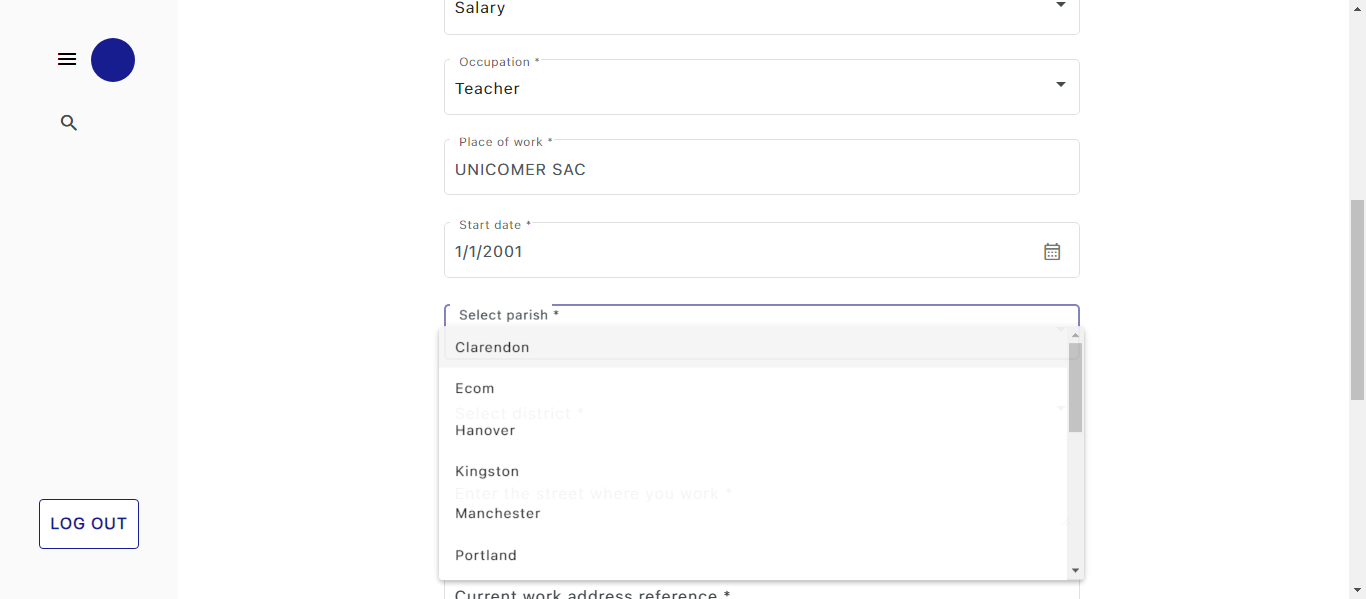 Salary
Occupation *
Teacher
Place of work *
UNICOMER SAC
Start date *
1/1/2001
Select parish *
Clarendon
Ecom
Select district *
Hanover
Kingston
Enter the street where you work *
Manchester
LOG OUT
Portland
Current work address reference *